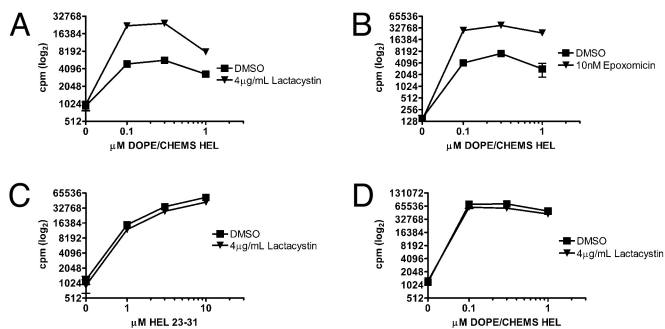 A
cpm (log2)
32768
16384
8192
4096
2048
1024
512
0
0.1
1
μM DOPE/CHEMS HEL
DMSO
4μg/mL Lactacystin
B
cpm (log2)
65536
32768
16384
8192
4096
2048
1024
512
256
128
0
0.1
1
μM DOPE/CHEMS HEL
DMSO
10nM Epoxomicin
C
cpm (log2)
65536
32768
16384
8192
4096
2048
1024
512
0
1
10
μM HEL 23-31
DMSO
4μg/mL Lactacystin
D
cpm (log2)
131072
65536
32768
16384
8192
4096
2048
1024
512
0
0.1
1
μM DOPE/CHEMS HEL
DMSO
4μg/mL Lactacystin